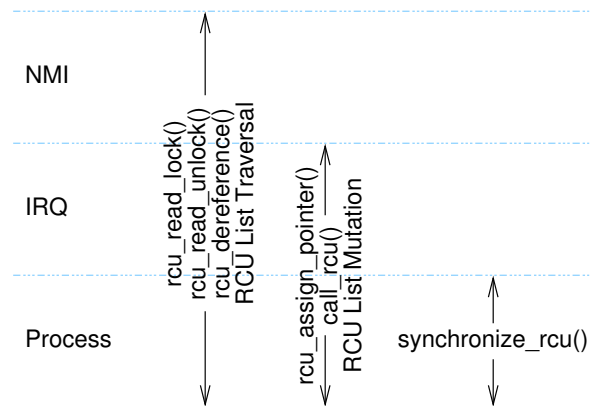 NMI
IRQ
Process
rcu_read_lock()
rcu_read_unlock()
rcu_dereference()
RCU List Traversal
rcu_assign_pointer()
call_rcu()
RCU List Mutation
synchronize_rcu()